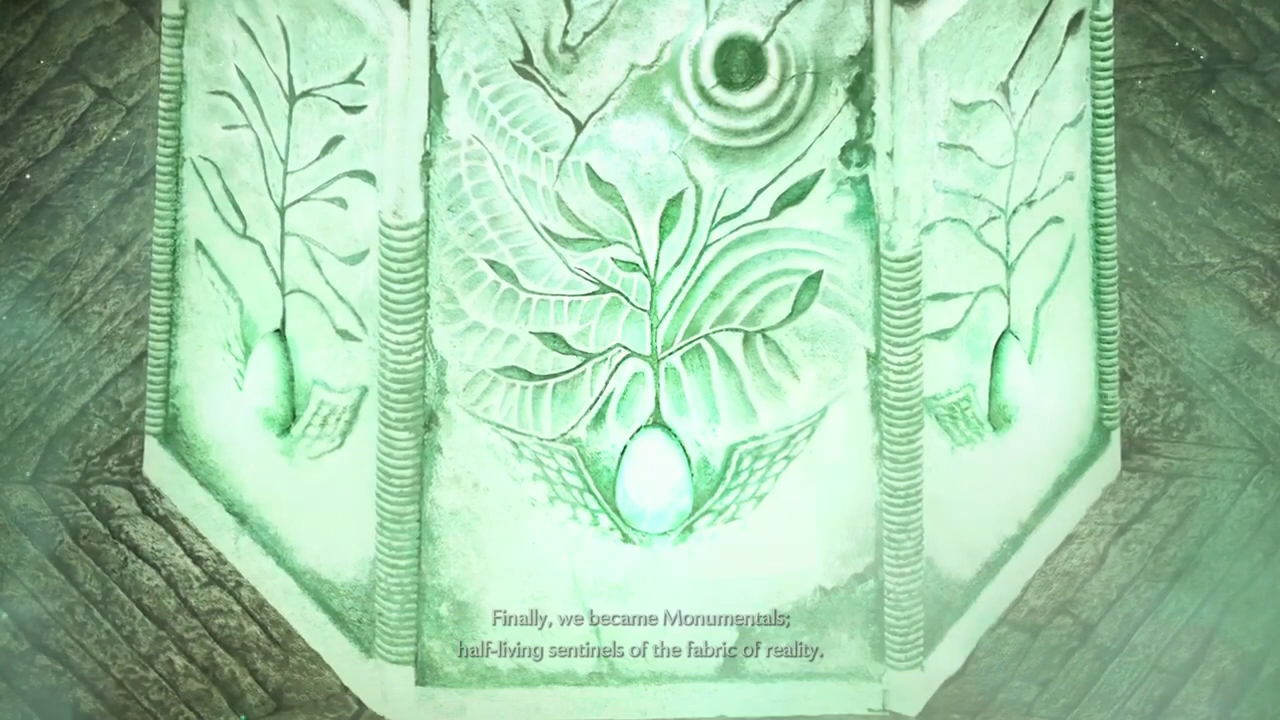 Finally, we became Monumentals;
half-living sentinels of the fabric of reality.